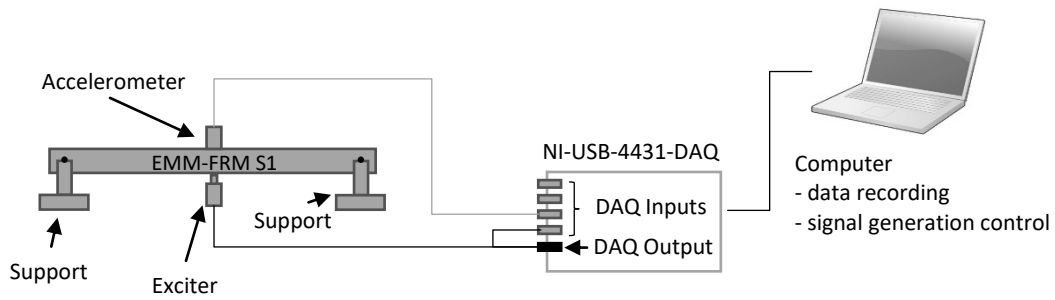 Accelerometer
EMM-FRM S1
Support
Support
Exciter
NI-USB-4431-DAQ
DAQ Inputs
DAQ Output
Computer
- data recording
- signal generation control